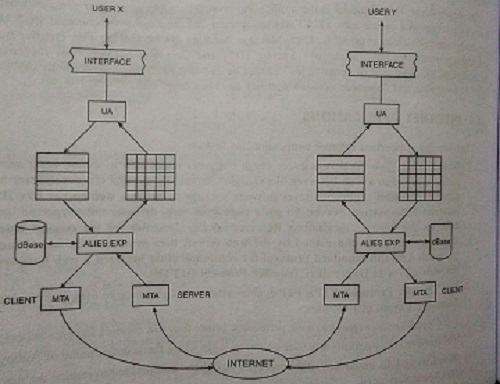 USER X
USER Y
INTERFACE
INTERFACE
UA
UA
dBase
ALIES EXP
ALIES EXP
dBase
CLIENT
MTA
MTA
SERVER
MTA
MTA
CLIENT
INTERNET